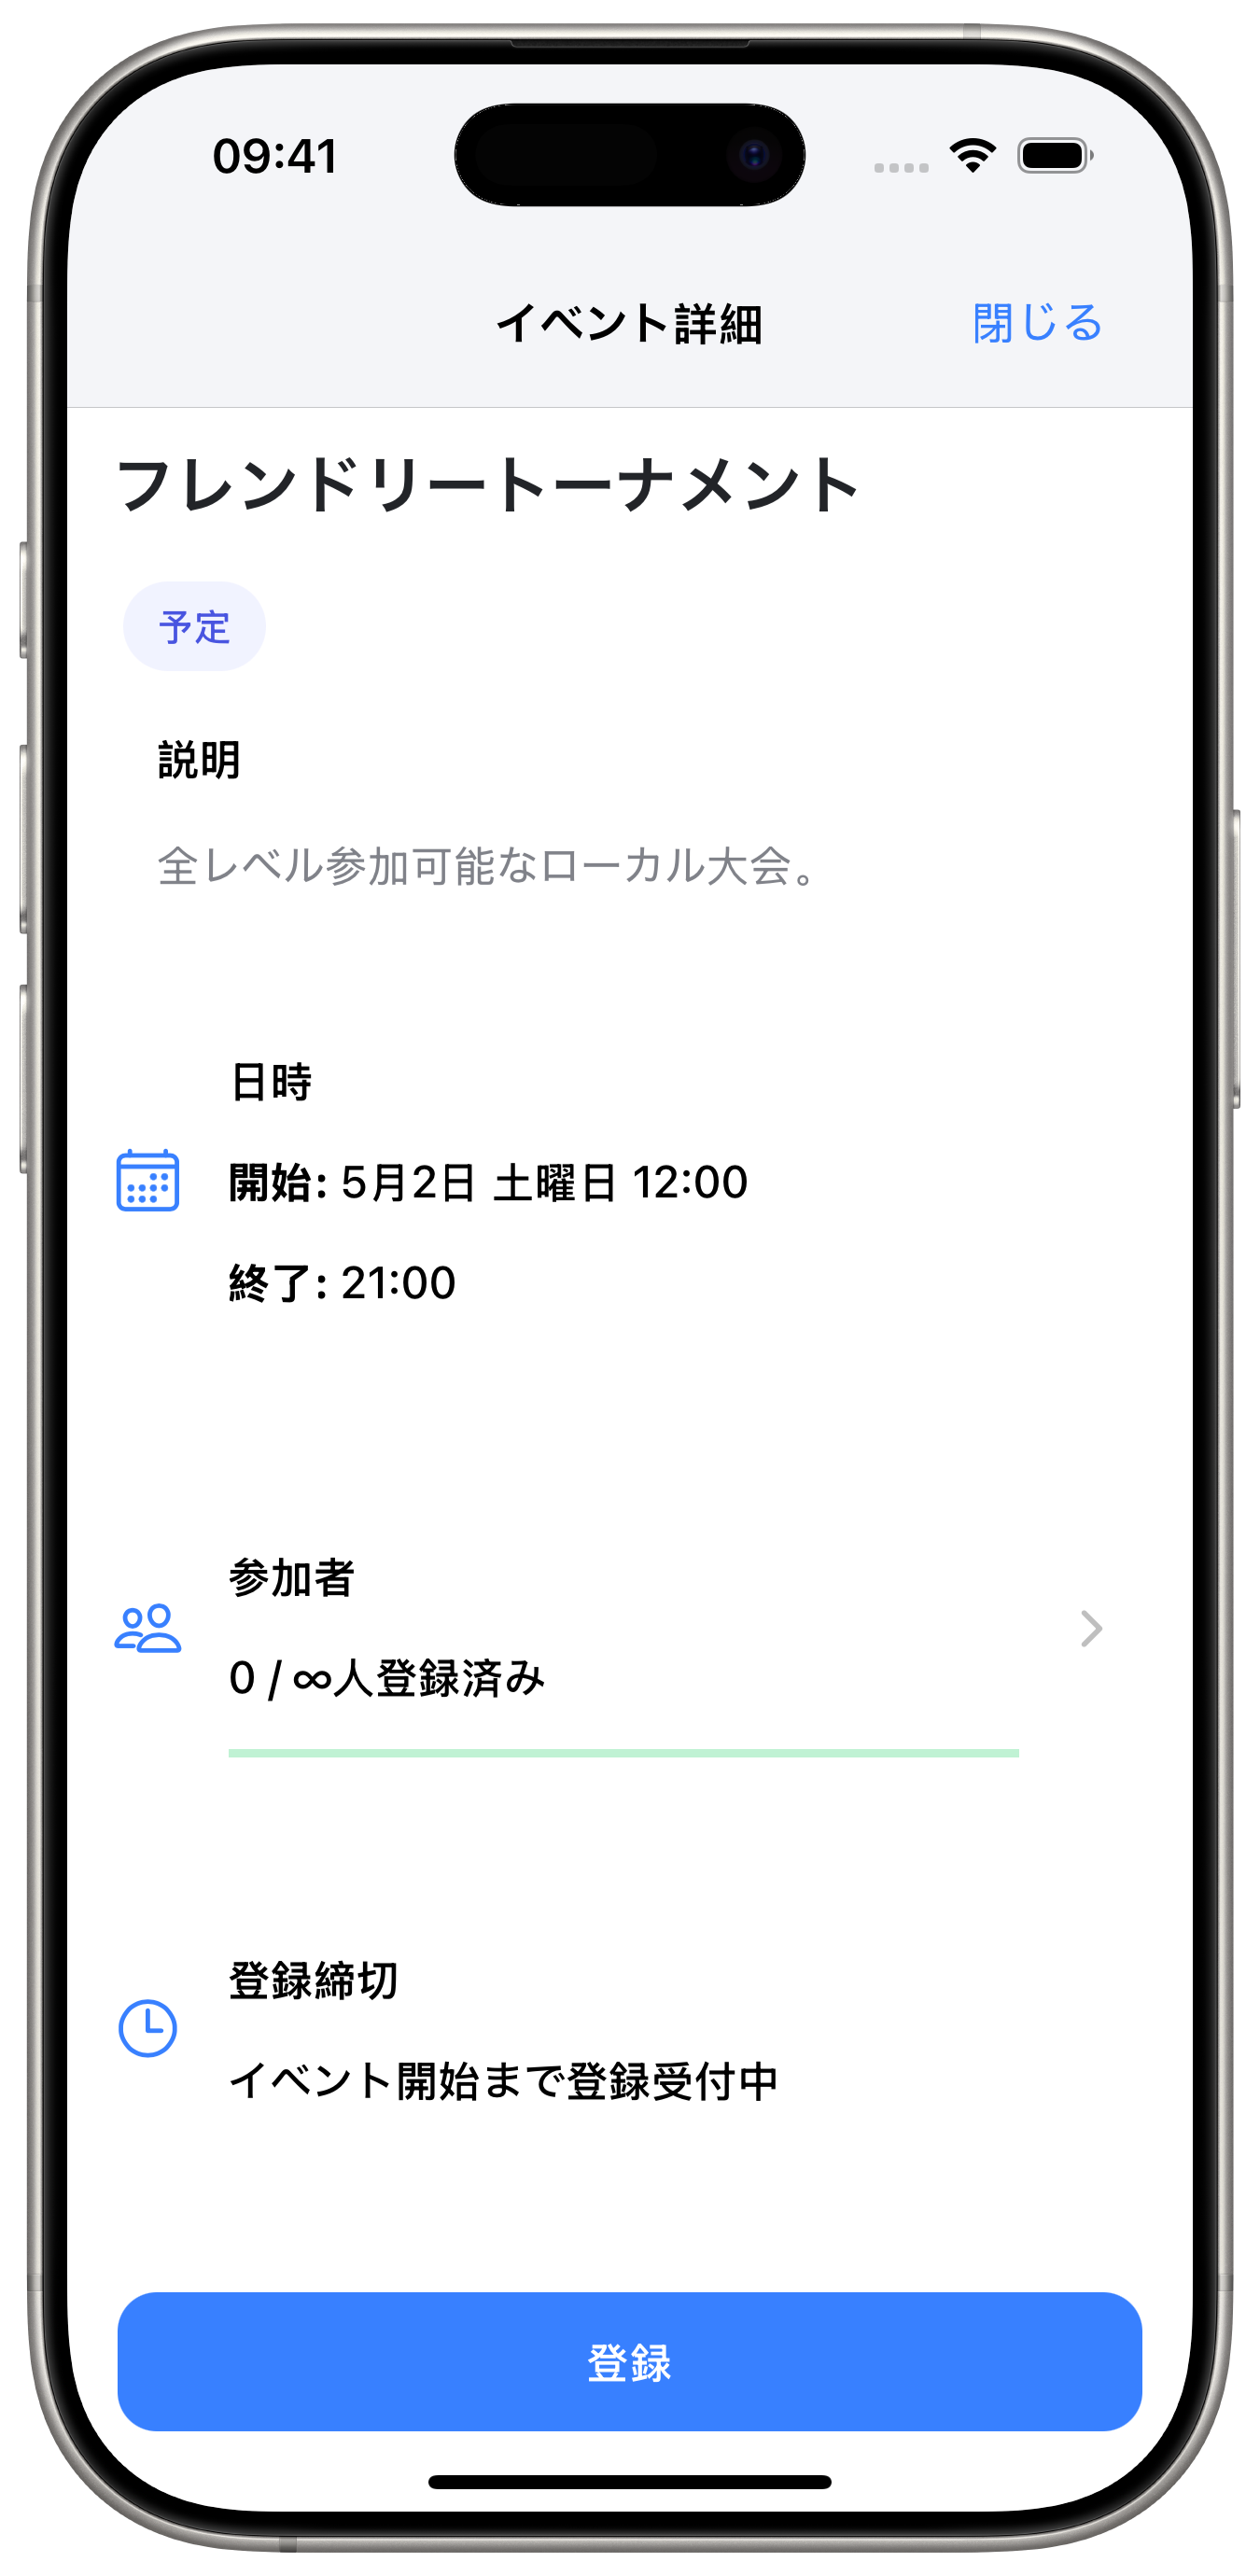 09:41
イベント詳細
閉じる
フレンドリートーナメント
予定
説明
全レベル参加可能なローカル大会。
日時
開始: 5月2日 土曜日 12:00
終了: 21:00
参加者
0 / ∞人登録済み
登録締切
イベント開始まで登録受付中
登録